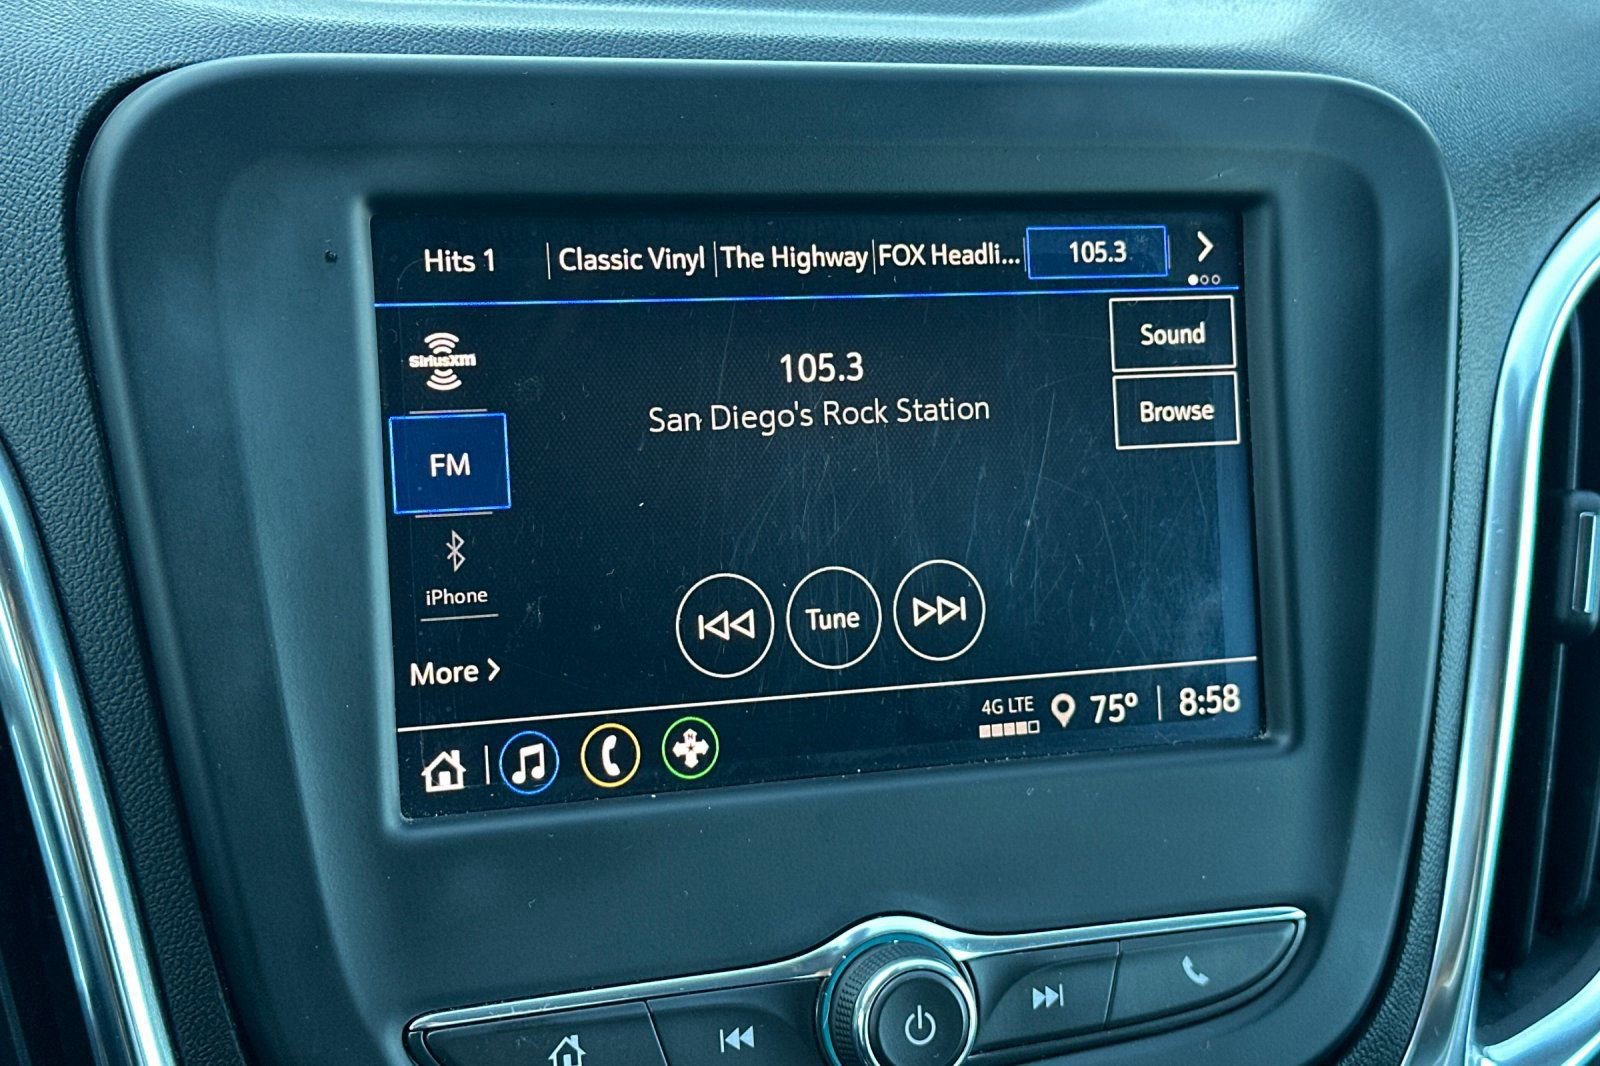 Hits 1 Classic Vinyl The Highway FOX Headli... 105.3
Sound
SiriusXM
105.3
San Diego's Rock Station
Browse
FM
iPhone
Tune
More
4G LTE 75° 8:58
N